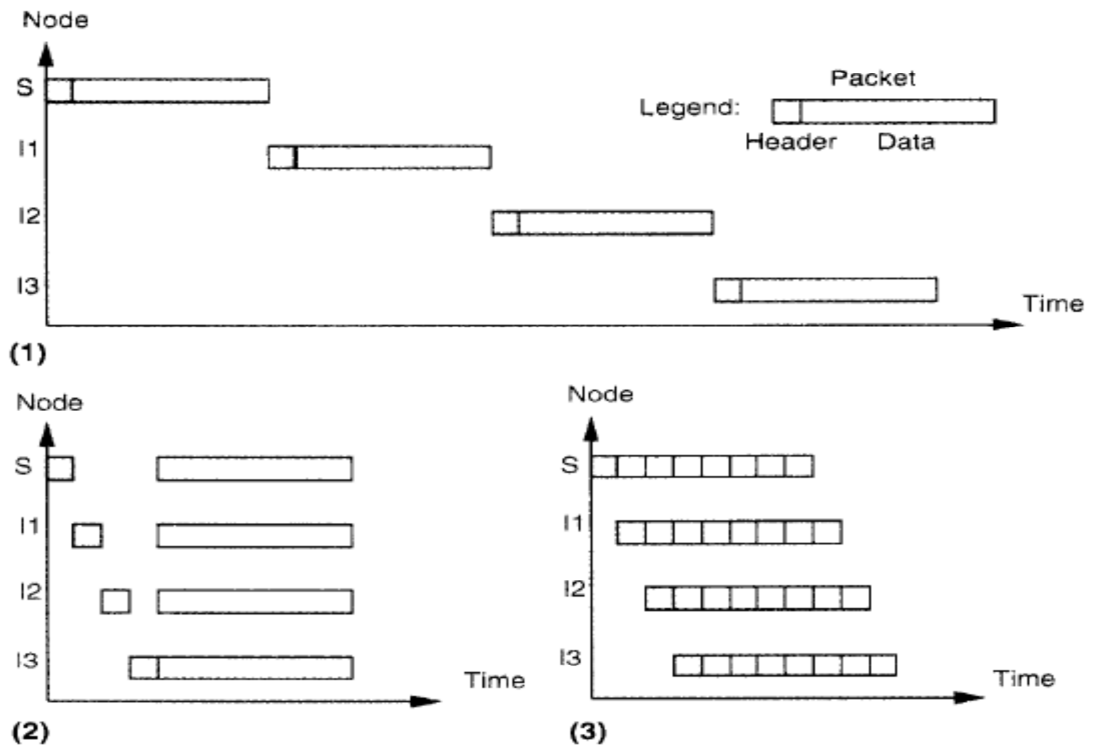 Node
S
Packet
Legend:
Header Data
I1
I2
I3
Time
(1)
Node
S
I1
I2
I3
Time
(2)
Node
S
I1
I2
I3
Time
(3)